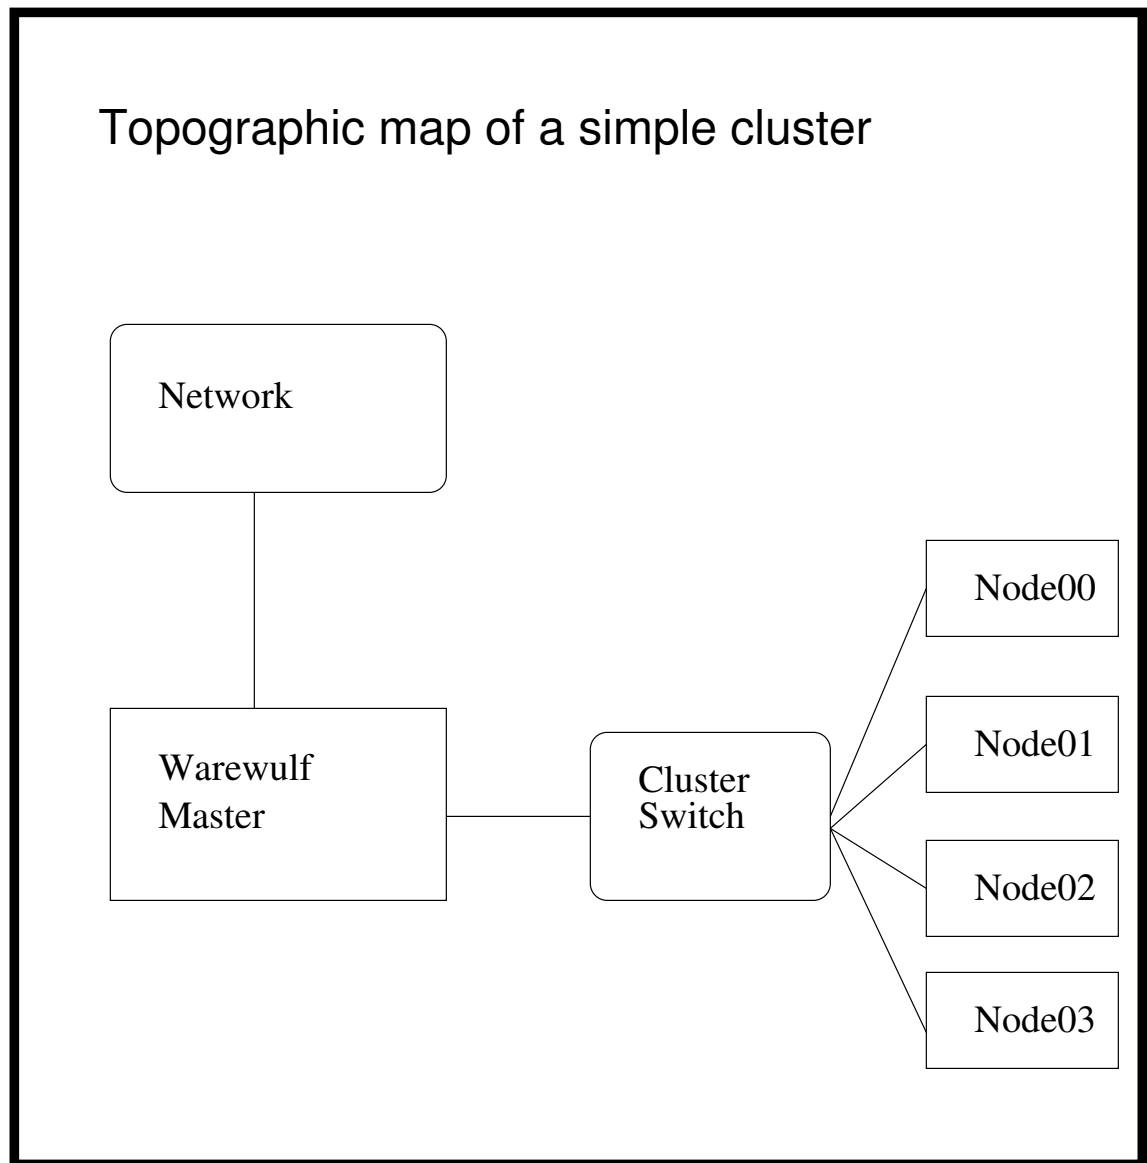 Topographic map of a simple cluster
Network
Warewulf
Master
Cluster
Switch
Node00
Node01
Node02
Node03